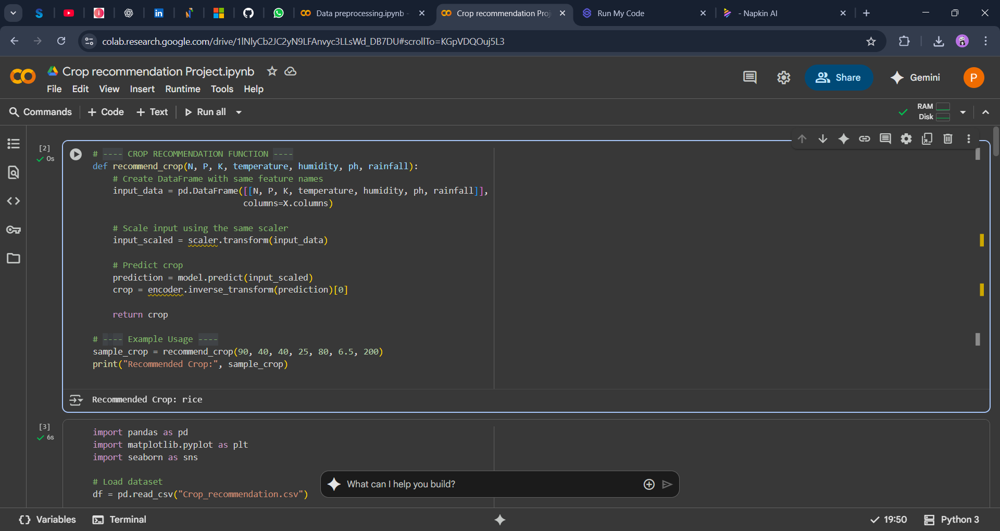 Data preprocessing.ipynb -
Crop recommendation Proj
Run My Code
- Napkin AI
colab.research.google.com/drive/1lNlyCb2JC2yN9LFAnvyc3LLsWd_DB7DU#scrollTo=KGpVDQOuj5L3
Crop recommendation Project.ipynb
File Edit View Insert Runtime Tools Help
Share
Gemini
P
Commands + Code + Text Run all
RAM
Disk
[2]
0s
# ---- CROP RECOMMENDATION FUNCTION ----
def recommend_crop(N, P, K, temperature, humidity, ph, rainfall):
    # Create DataFrame with same feature names
    input_data = pd.DataFrame([[N, P, K, temperature, humidity, ph, rainfall]],
                              columns=X.columns)
    # Scale input using the same scaler
    input_scaled = scaler.transform(input_data)
    # Predict crop
    prediction = model.predict(input_scaled)
    crop = encoder.inverse_transform(prediction)[0]
    return crop
# ---- Example Usage ----
sample_crop = recommend_crop(90, 40, 40, 25, 80, 6.5, 200)
print("Recommended Crop:", sample_crop)
Recommended Crop: rice
[3]
6s
import pandas as pd
import matplotlib.pyplot as plt
import seaborn as sns
# Load dataset
df = pd.read_csv("Crop_recommendation.csv")
What can I help you build?
{} Variables Terminal
19:50 Python 3